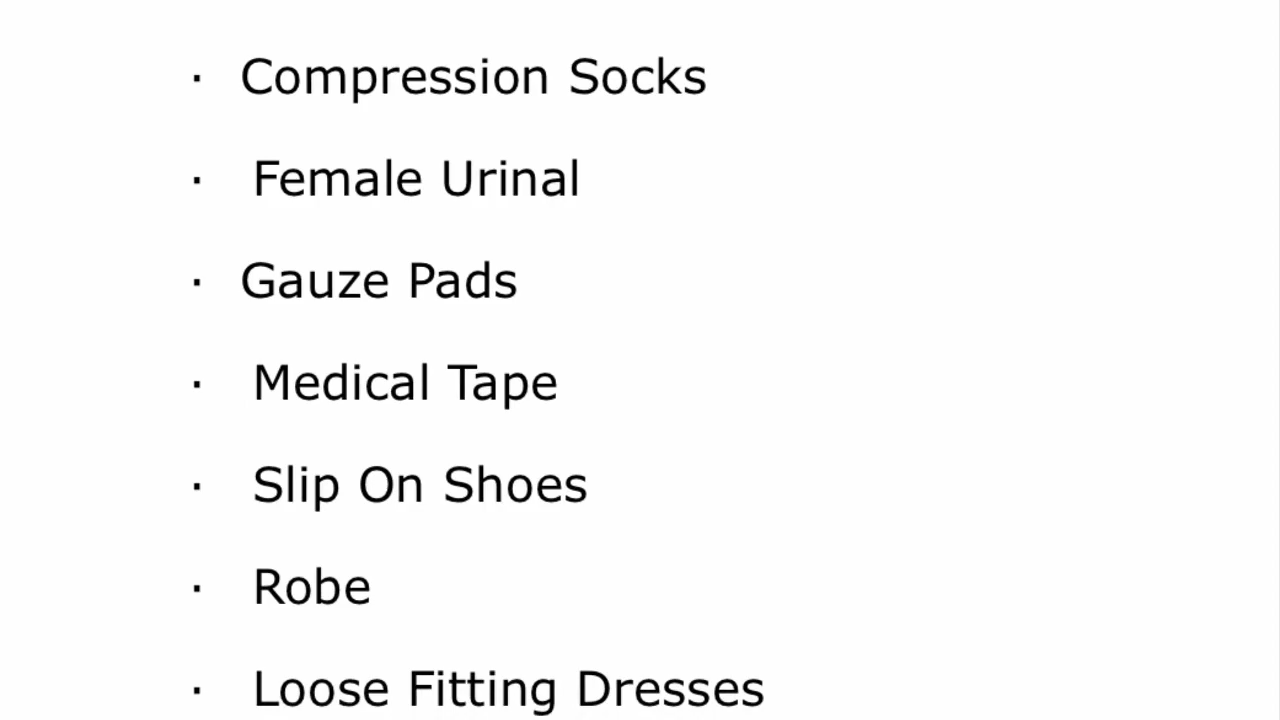 · Compression Socks
· Female Urinal
· Gauze Pads
· Medical Tape
· Slip On Shoes
· Robe
· Loose Fitting Dresses